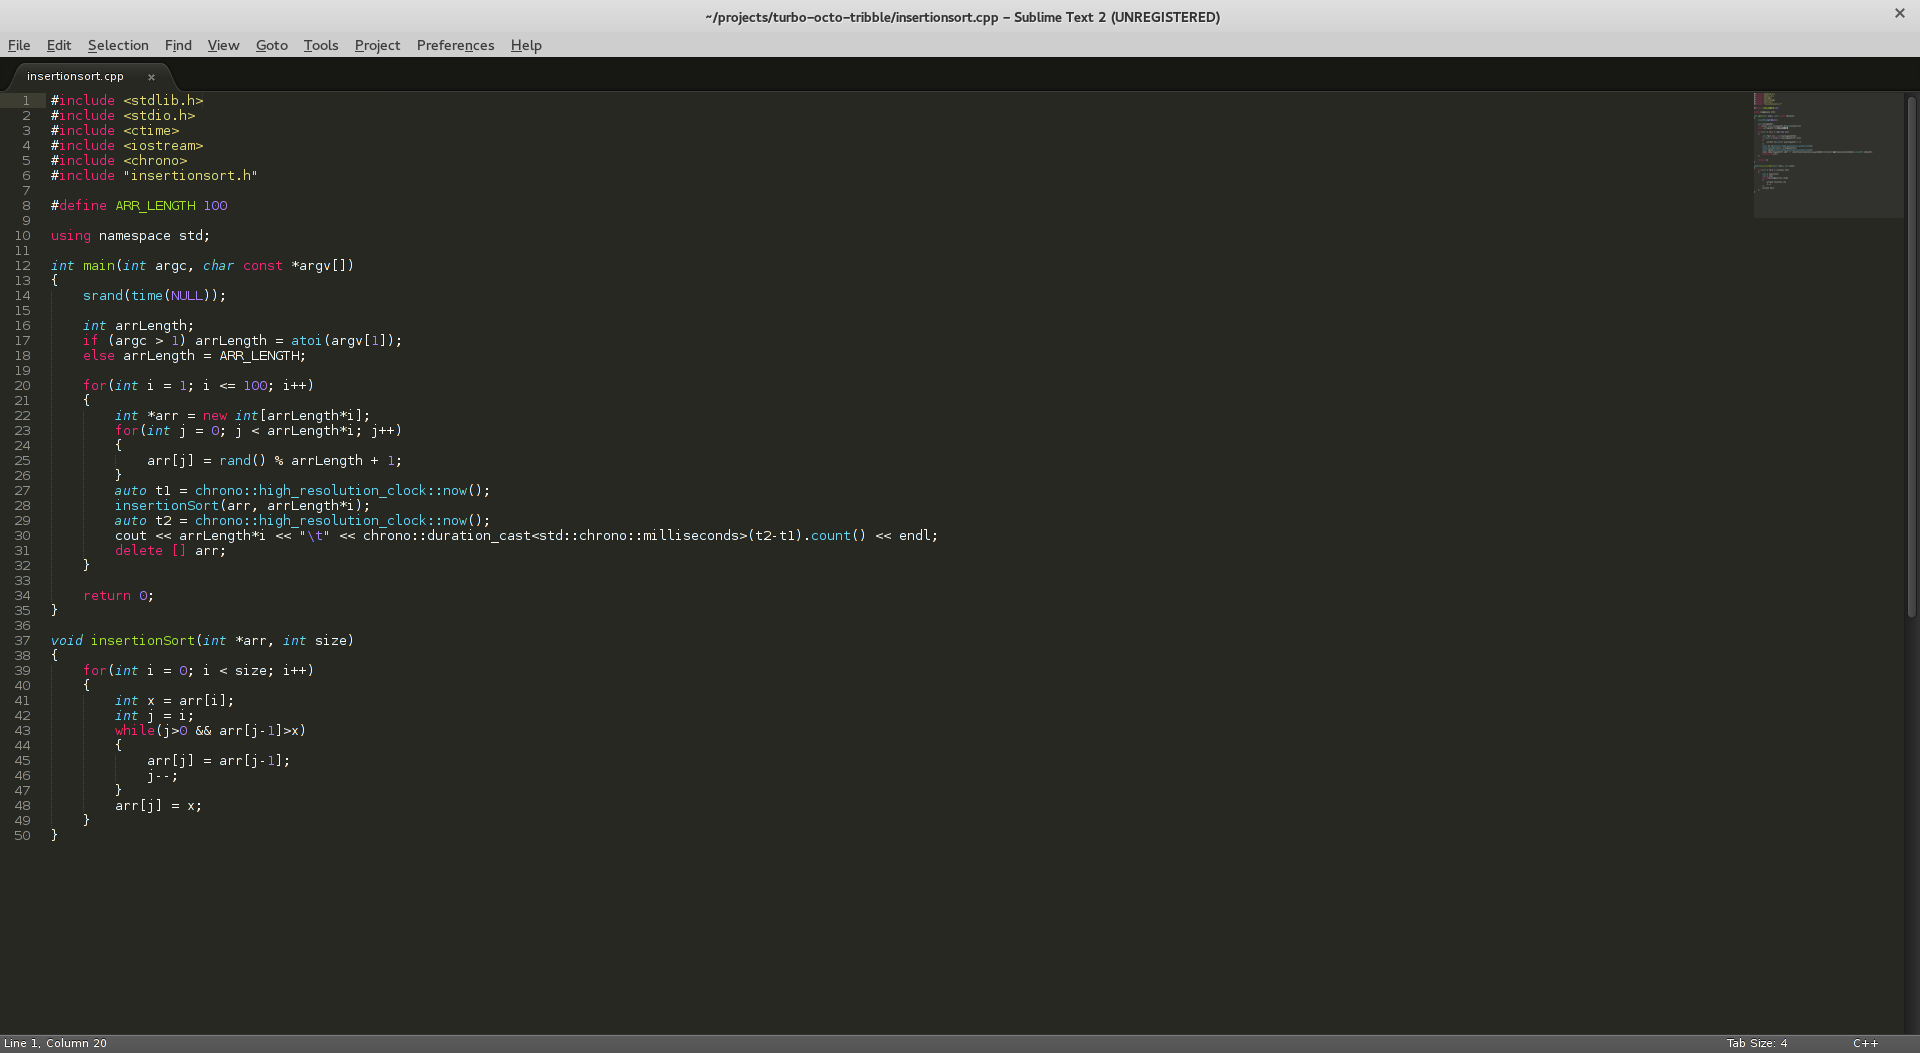 ~/projects/turbo-octo-tribble/insertionsort.cpp - Sublime Text 2 (UNREGISTERED)
File Edit Selection Find View Goto Tools Project Preferences Help
insertionsort.cpp
1 #include <stdlib.h>
2 #include <stdio.h>
3 #include <ctime>
4 #include <iostream>
5 #include <chrono>
6 #include "insertionsort.h"
7
8 #define ARR_LENGTH 100
9
10 using namespace std;
11
12 int main(int argc, char const *argv[])
13 {
14     srand(time(NULL));
15
16     int arrLength;
17     if (argc > 1) arrLength = atoi(argv[1]);
18     else arrLength = ARR_LENGTH;
19
20     for(int i = 1; i <= 100; i++)
21     {
22         int *arr = new int[arrLength*i];
23         for(int j = 0; j < arrLength*i; j++)
24         {
25             arr[j] = rand() % arrLength + 1;
26         }
27         auto t1 = chrono::high_resolution_clock::now();
28         insertionSort(arr, arrLength*i);
29         auto t2 = chrono::high_resolution_clock::now();
30         cout << arrLength*i << "\t" << chrono::duration_cast<std::chrono::milliseconds>(t2-t1).count() << endl;
31         delete [] arr;
32     }
33
34     return 0;
35 }
36
37 void insertionSort(int *arr, int size)
38 {
39     for(int i = 0; i < size; i++)
40     {
41         int x = arr[i];
42         int j = i;
43         while(j>0 && arr[j-1]>x)
44         {
45             arr[j] = arr[j-1];
46             j--;
47         }
48         arr[j] = x;
49     }
50 }
Line 1, Column 20 Tab Size: 4 C++